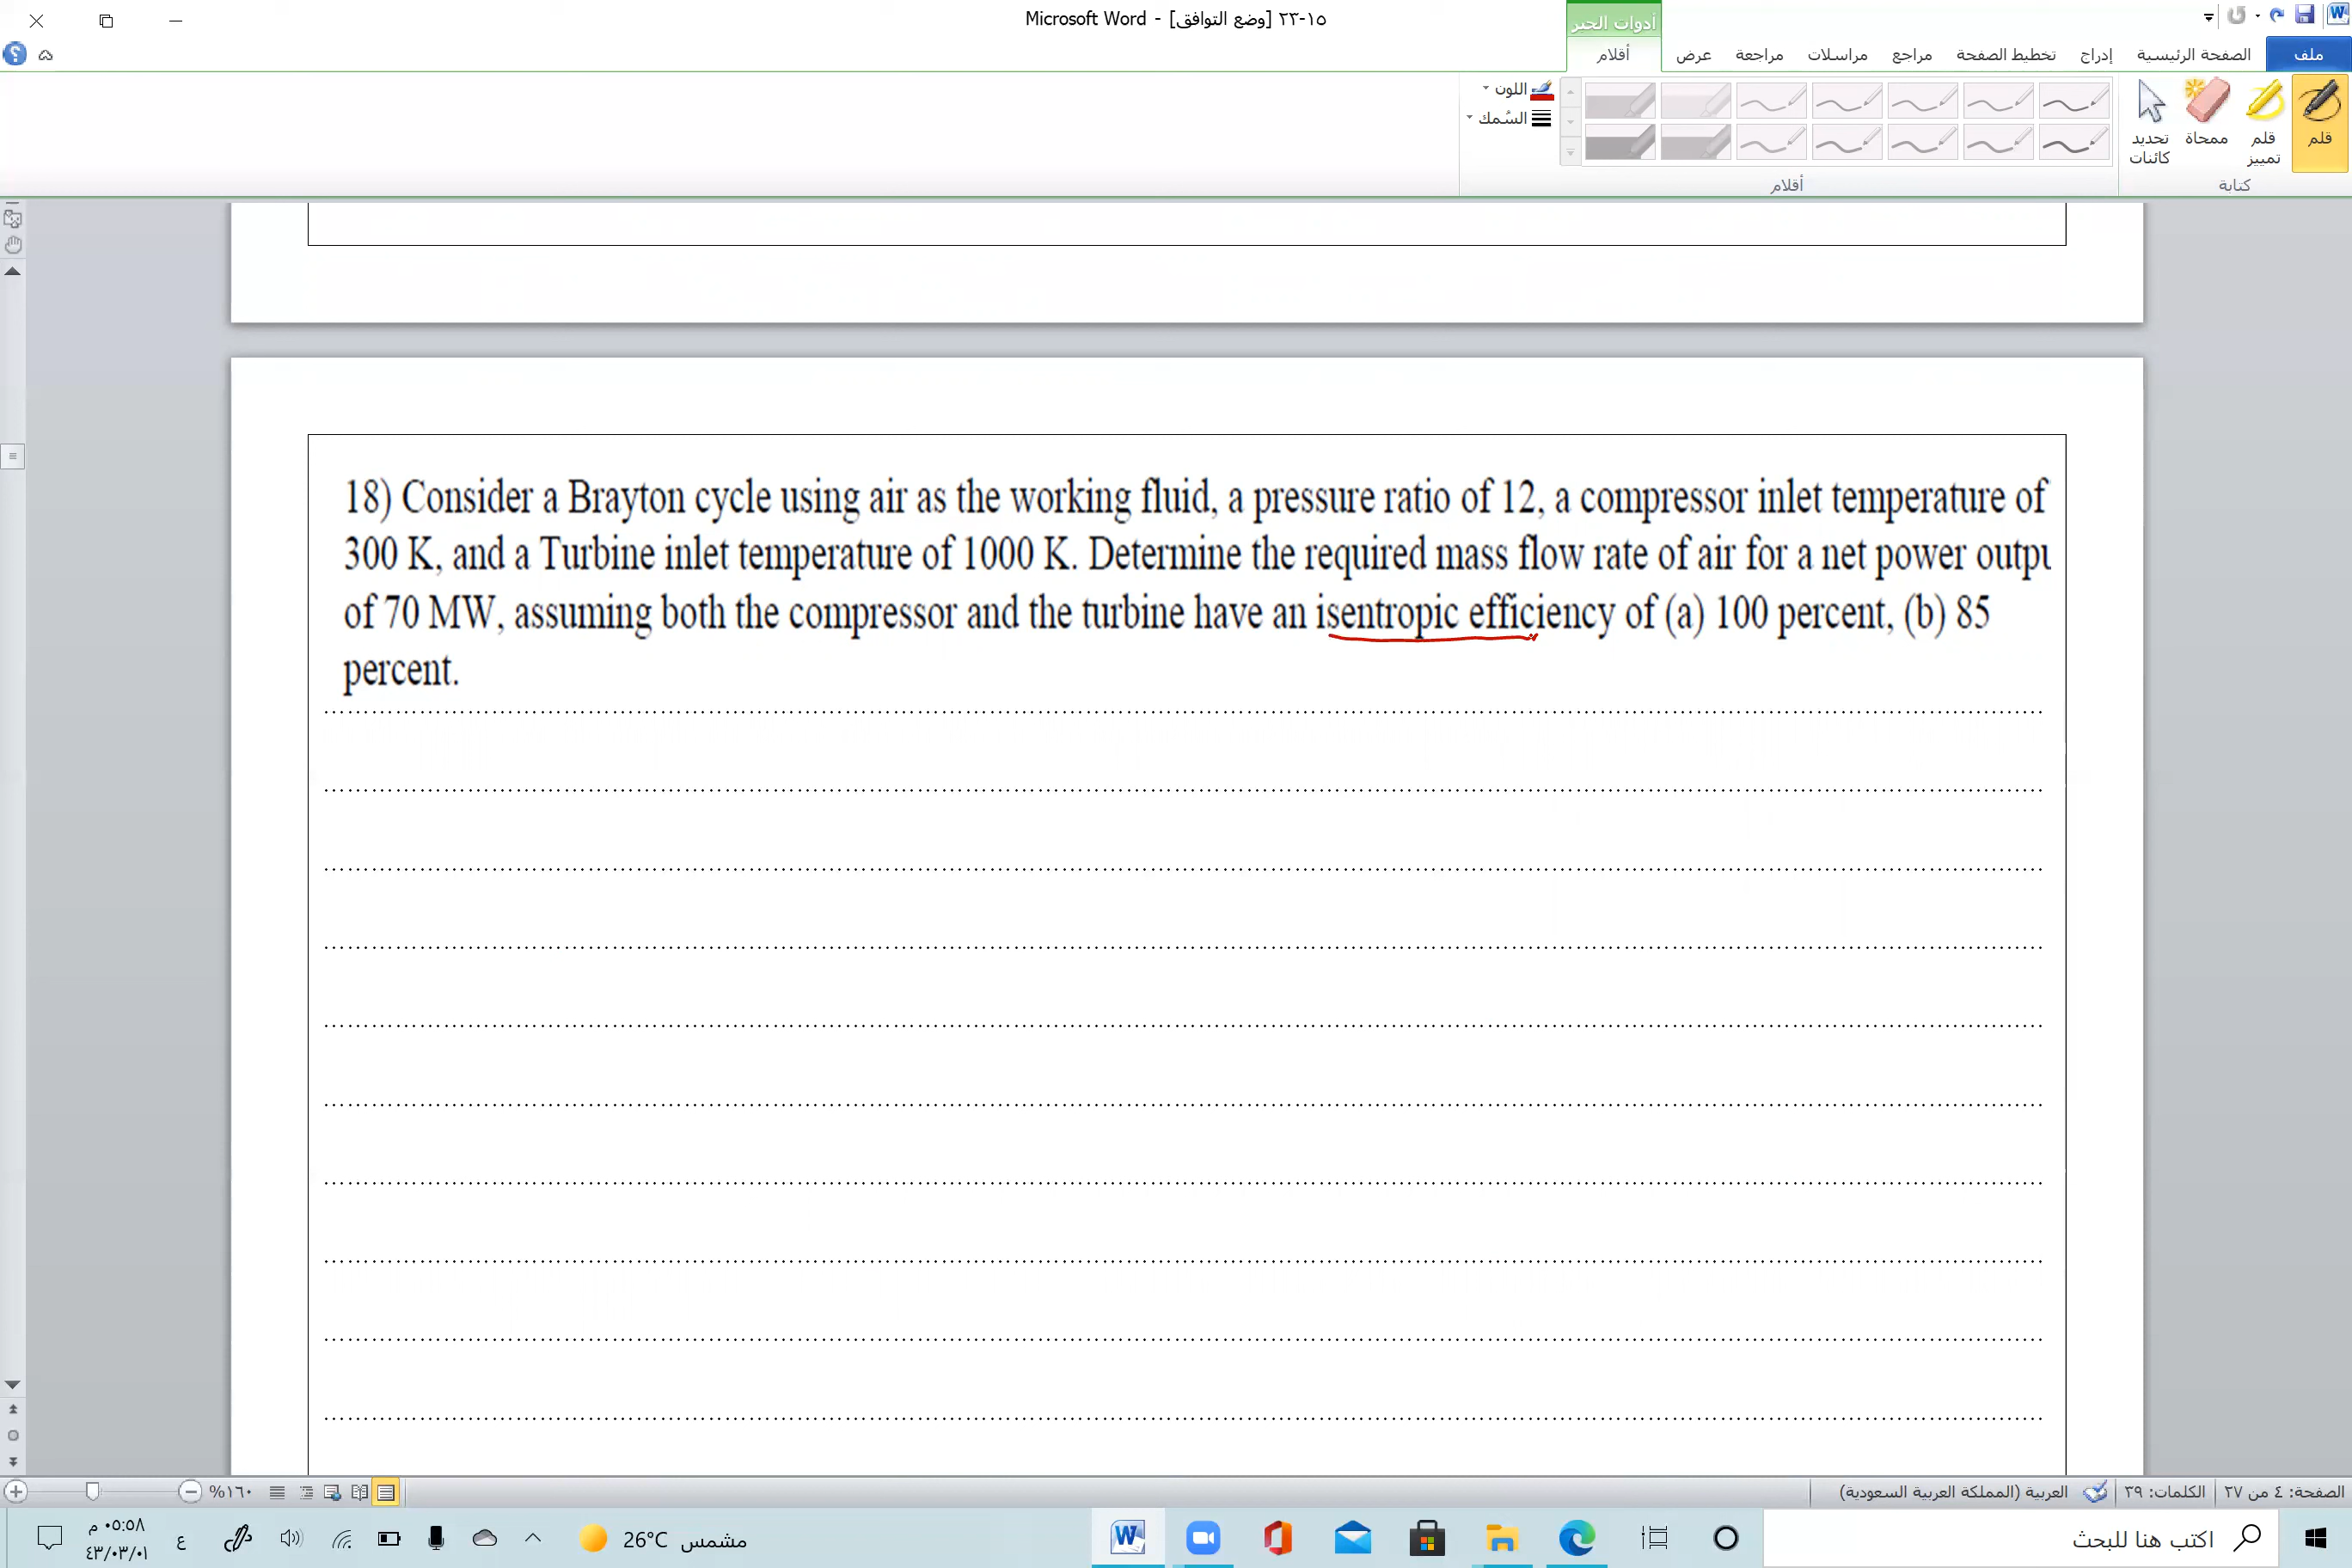 ١٥-٢٣ [وضع التوافق] - Microsoft Word
أدوات الحبر
ملف
الصفحة الرئيسية
إدراج
تخطيط الصفحة
مراجع
مراسلات
مراجعة
عرض
أقلام
قلم
قلم تمييز
ممحاة
تحديد كائنات
اللون
السُمك
كتابة
أقلام
18) Consider a Brayton cycle using air as the working fluid, a pressure ratio of 12, a compressor inlet temperature of
300 K, and a Turbine inlet temperature of 1000 K. Determine the required mass flow rate of air for a net power outpu
of 70 MW, assuming both the compressor and the turbine have an isentropic efficiency of (a) 100 percent, (b) 85
percent.
الصفحة: ٤ من ٢٧
الكلمات: ٣٩
العربية (المملكة العربية السعودية)
%١٦٠
اكتب هنا للبحث
26°C مشمس
ع
٠٥:٥٨ م
٤٣/٠٣/٠١